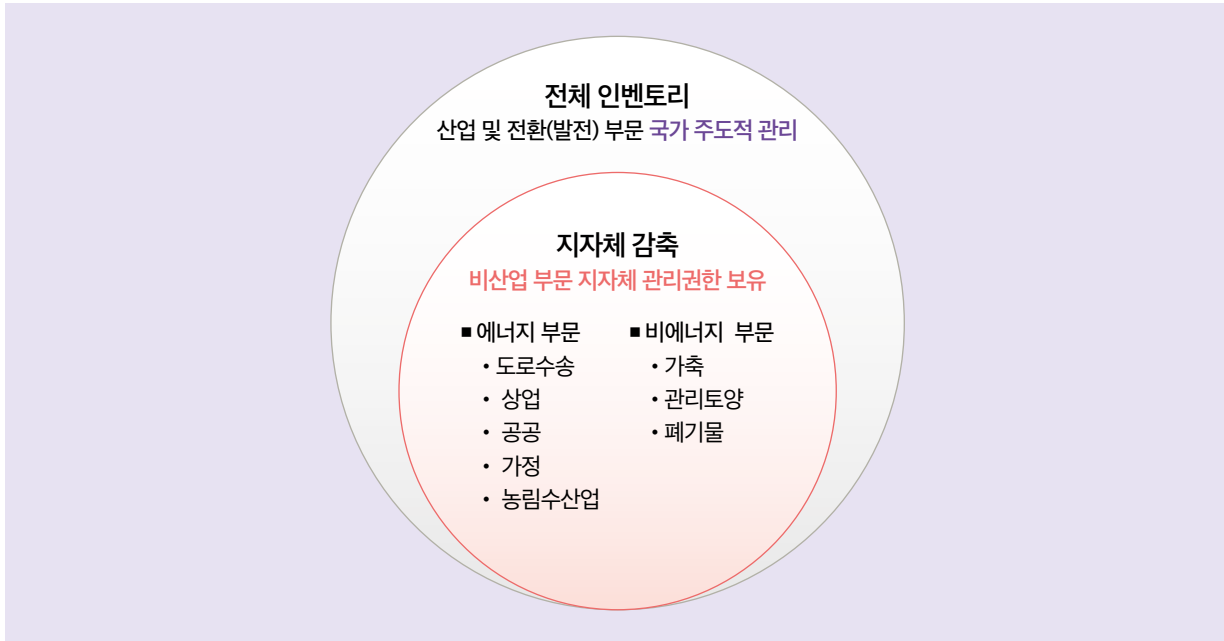 전체 인벤토리
산업 및 전환(발전) 부문 국가 주도적 관리
지자체 감축
비산업 부문 지자체 관리권한 보유
■ 에너지 부문
• 도로수송
• 상업
• 공공
• 가정
• 농림수산업
■ 비에너지 부문
• 가축
• 관리토양
• 폐기물